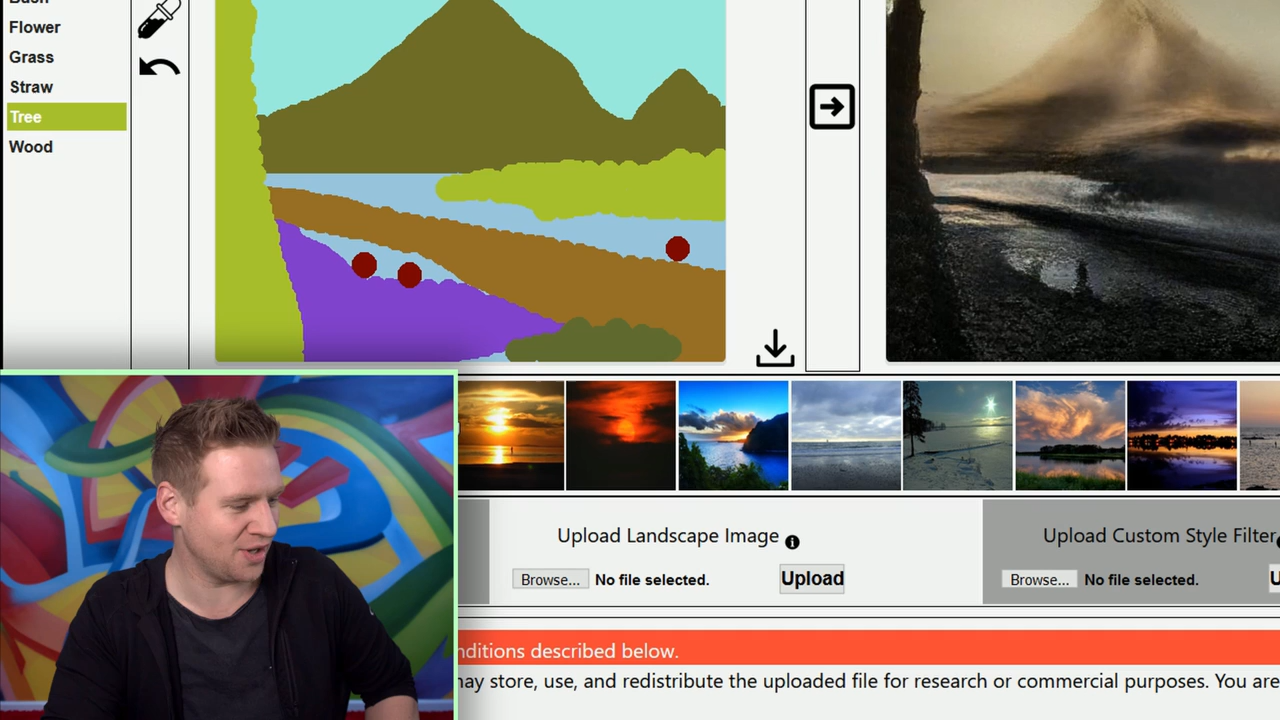 Bush
Flower
Grass
Straw
Tree
Wood
Upload Landscape Image
Browse... No file selected. Upload
Upload Custom Style Filter
Browse... No file selected. U
nditions described below.
may store, use, and redistribute the uploaded file for research or commercial purposes. You are